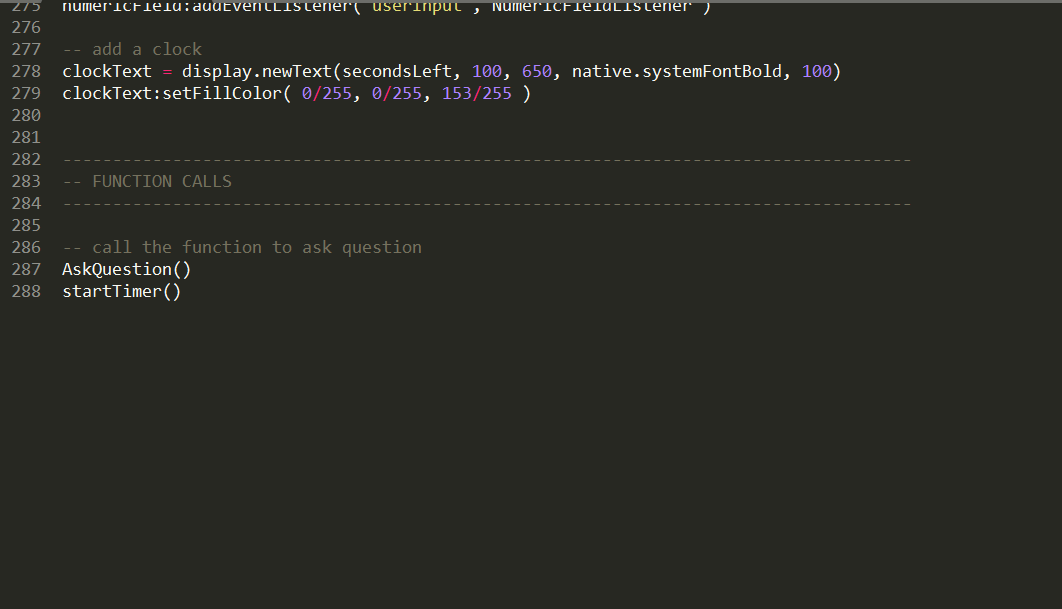 275 numericField:addEventListener( "userInput", NumericFieldListener )
276
277 -- add a clock
278 clockText = display.newText(secondsLeft, 100, 650, native.systemFontBold, 100)
279 clockText:setFillColor( 0/255, 0/255, 153/255 )
280
281
282 -------------------------------------------------------------------------------------
283 -- FUNCTION CALLS
284 -------------------------------------------------------------------------------------
285
286 -- call the function to ask question
287 AskQuestion()
288 startTimer()